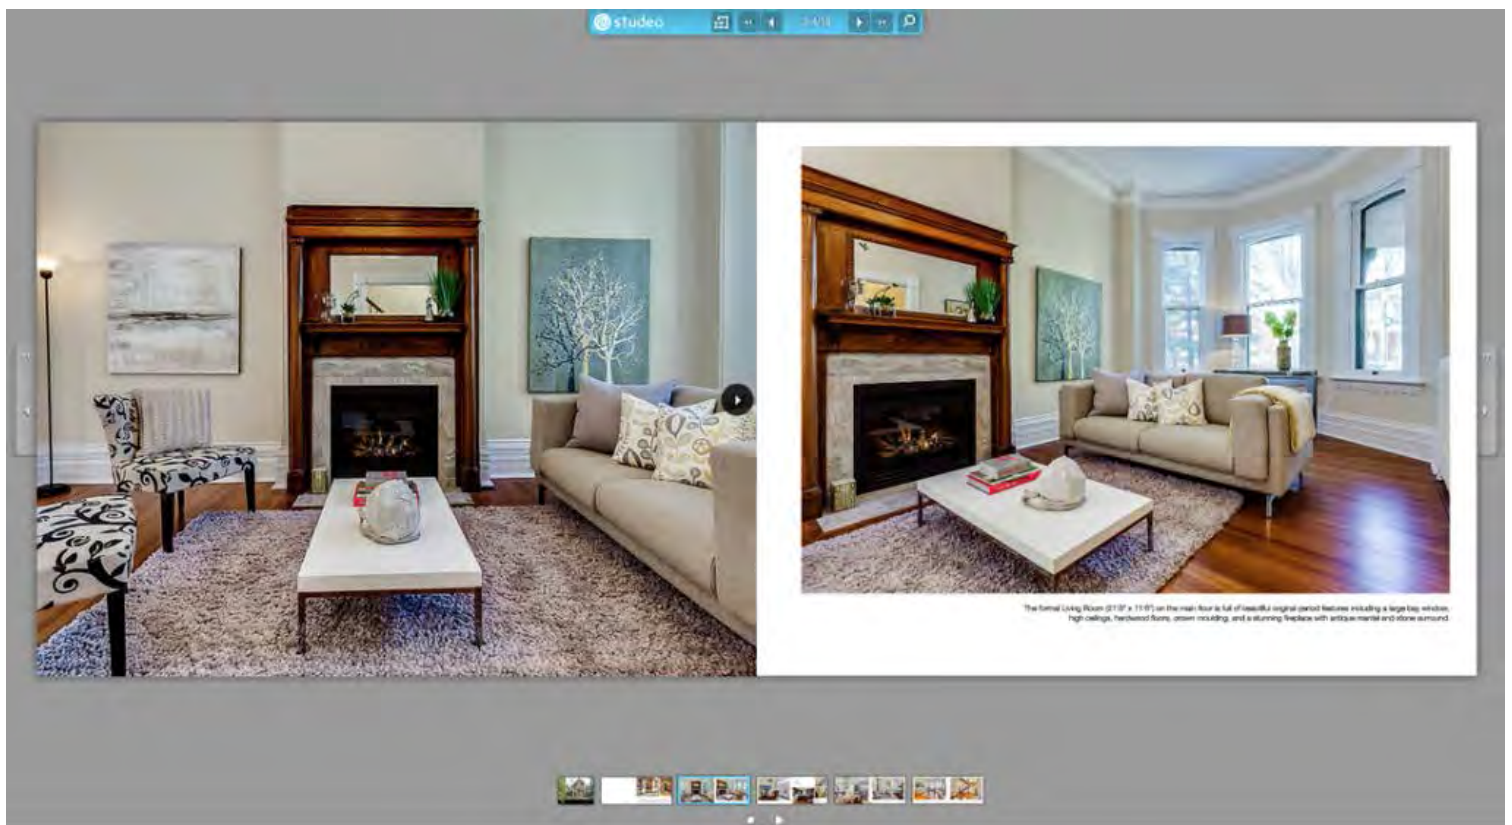 studeo
The formal Living Room (21'9" x 11'6") on the main floor is full of beautiful original period features including a large bay window,
high ceilings, hardwood floors, crown moulding, and a stunning fireplace with antique mantel and stone surround.